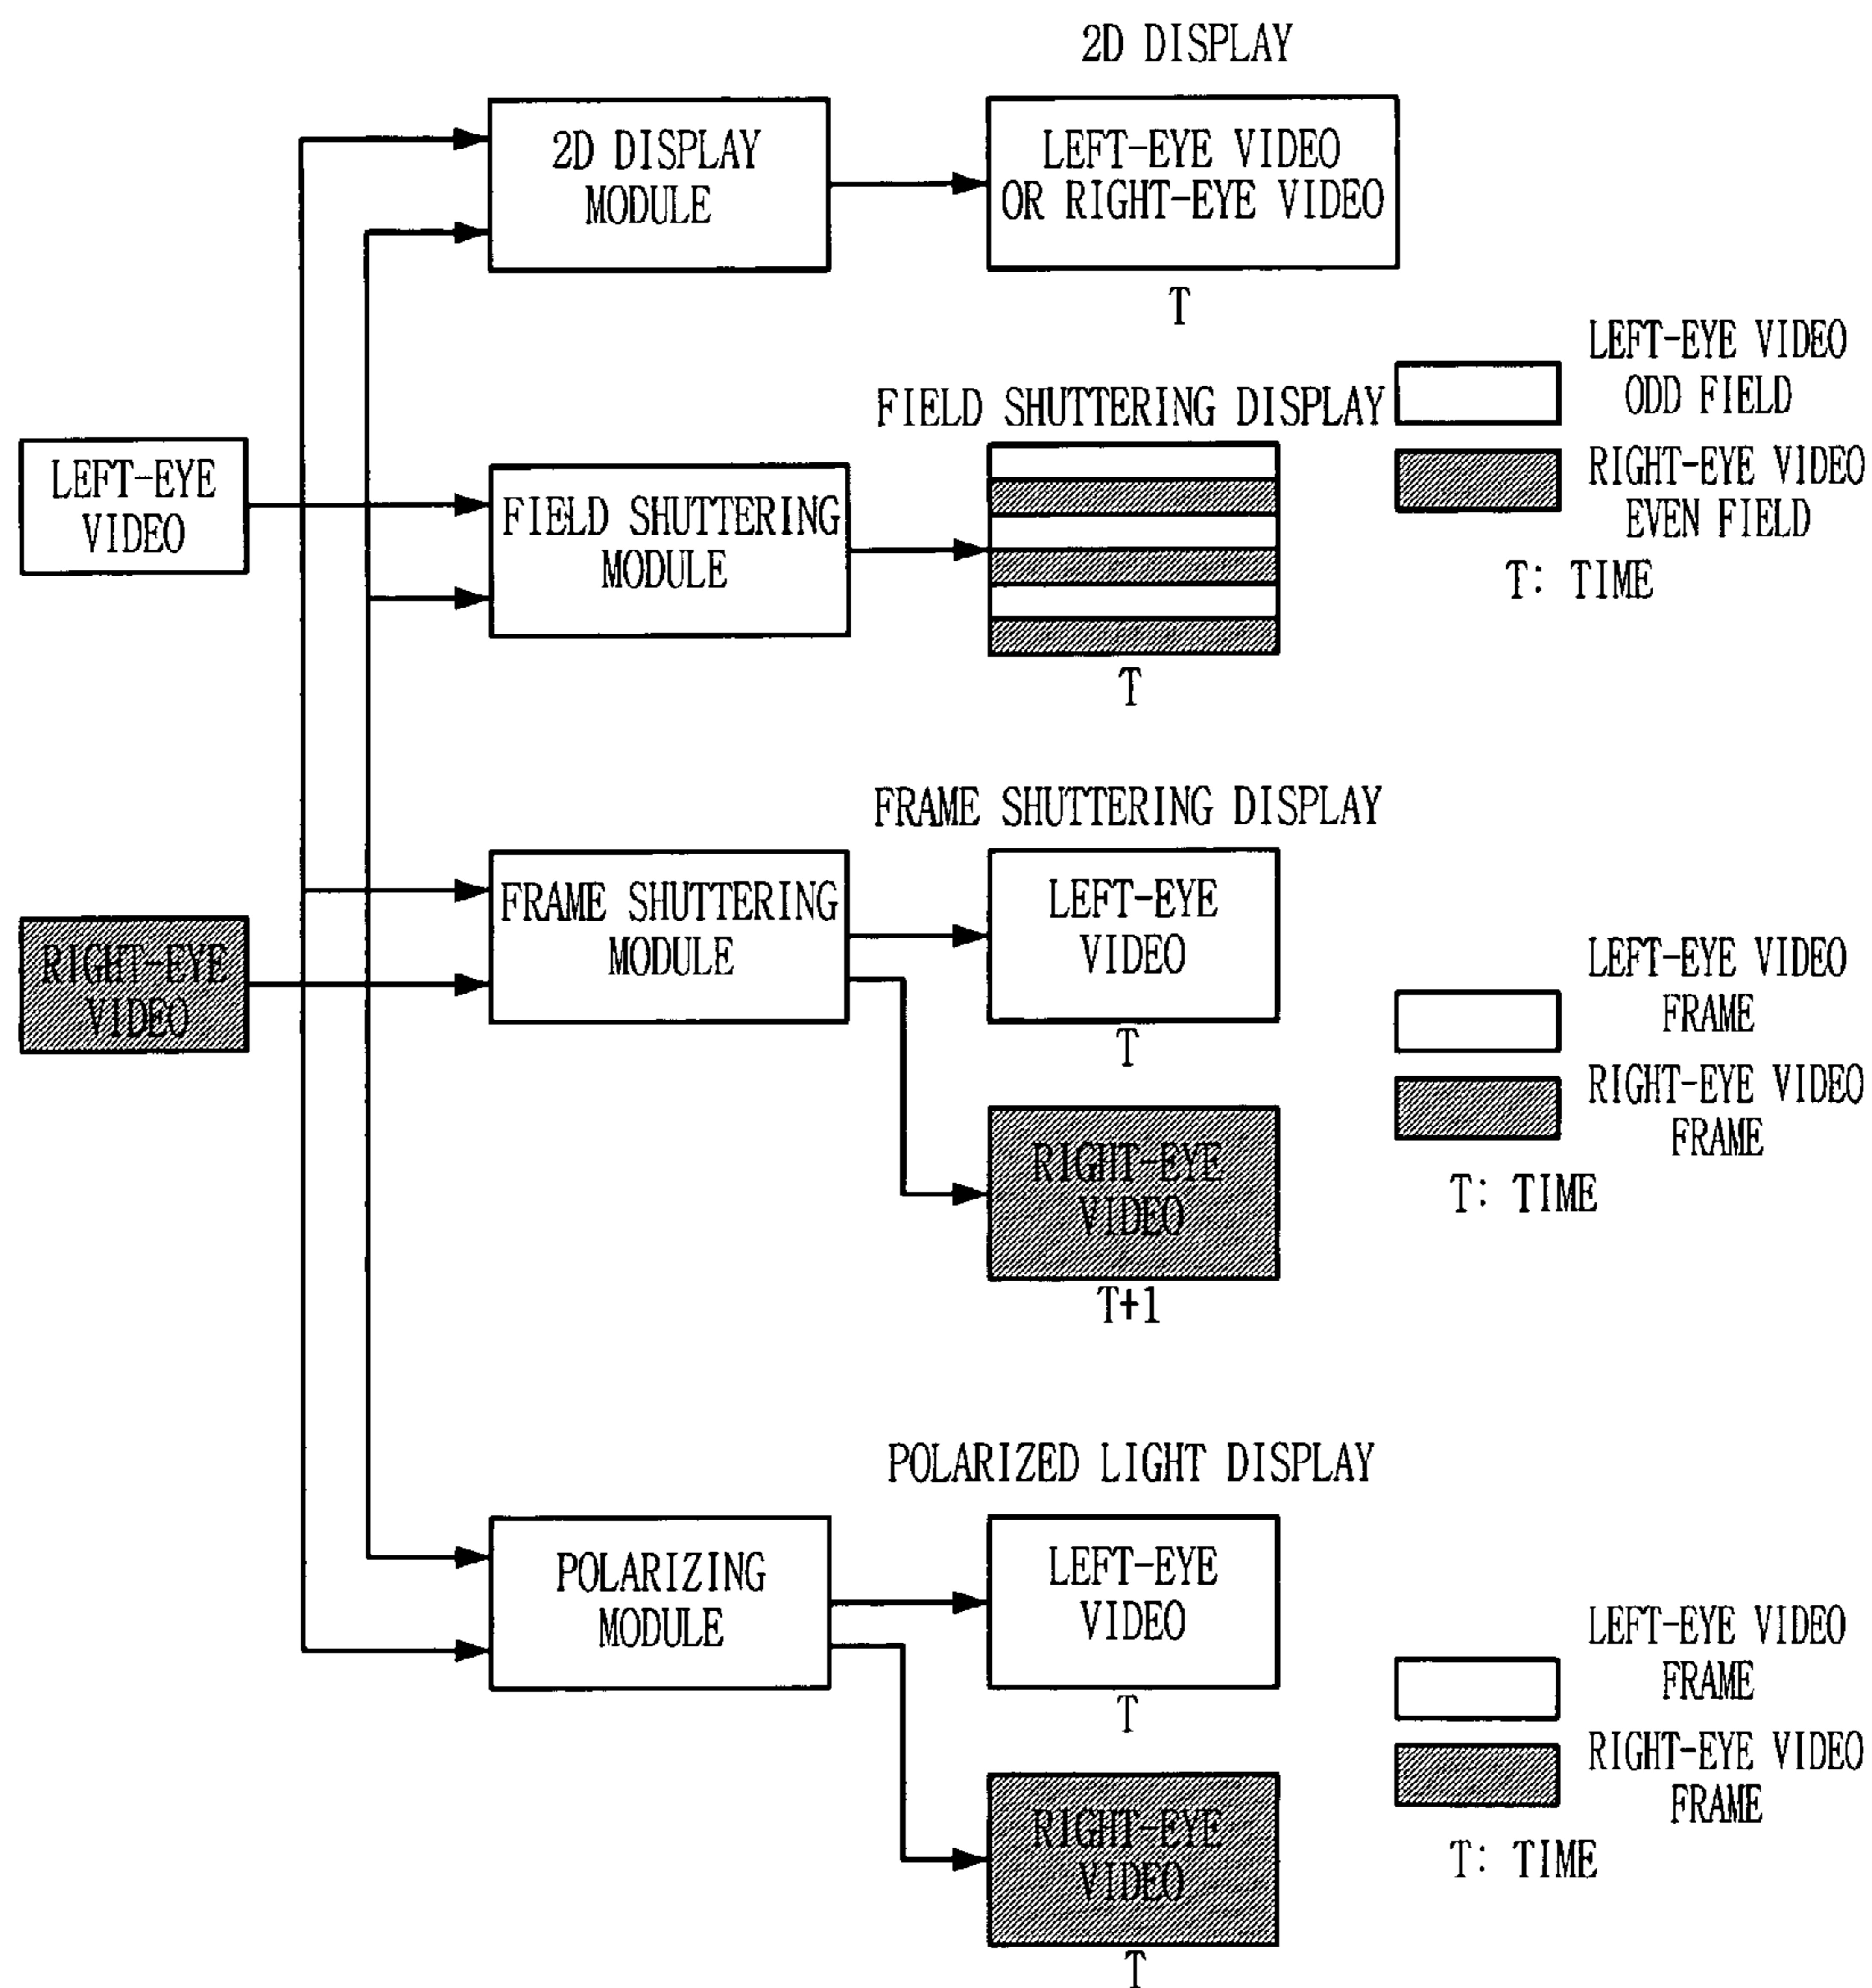 2D DISPLAY
2D DISPLAY
MODULE
LEFT-EYE VIDEO
OR RIGHT-EYE VIDEO
T
LEFT-EYE VIDEO
ODD FIELD
FIELD SHUTTERING DISPLAY
LEFT-EYE
VIDEO
FIELD SHUTTERING
MODULE
RIGHT-EYE VIDEO
EVEN FIELD
T: TIME
T
FRAME SHUTTERING DISPLAY
RIGHT-EYE
VIDEO
FRAME SHUTTERING
MODULE
LEFT-EYE
VIDEO
T
LEFT-EYE VIDEO
FRAME
RIGHT-EYE VIDEO
FRAME
T: TIME
RIGHT-EYE
VIDEO
T+1
POLARIZED LIGHT DISPLAY
POLARIZING
MODULE
LEFT-EYE
VIDEO
T
LEFT-EYE VIDEO
FRAME
RIGHT-EYE VIDEO
FRAME
T: TIME
RIGHT-EYE
VIDEO
T